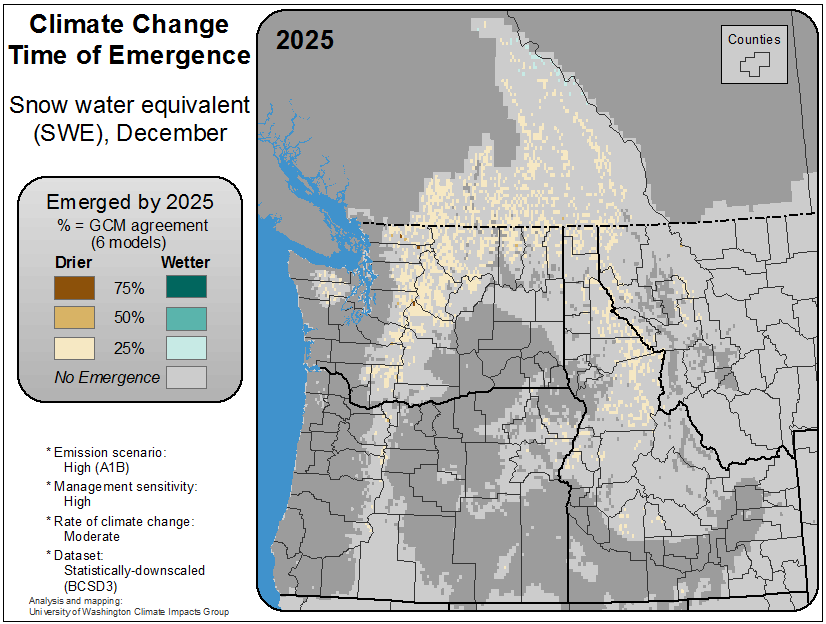 Climate Change
Time of Emergence
Snow water equivalent
(SWE), December
Emerged by 2025
% = GCM agreement
(6 models)
Drier Wetter
75%
50%
25%
No Emergence
* Emission scenario:
High (A1B)
* Management sensitivity:
High
* Rate of climate change:
Moderate
* Dataset:
Statistically-downscaled
(BCSD3)
Analysis and mapping:
University of Washington Climate Impacts Group
2025
Counties